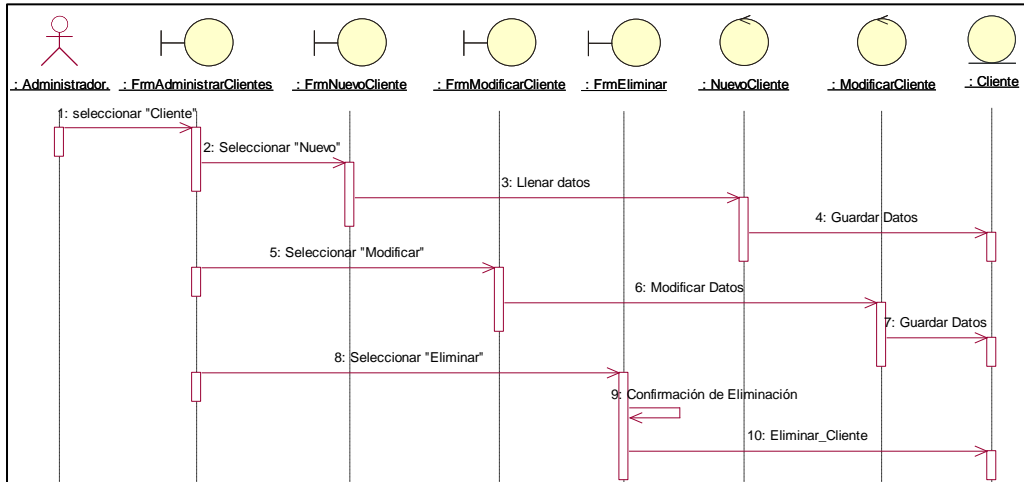 : Administrador.
: FrmAdministrarClientes
: FrmNuevoCliente
: FrmModificarCliente
: FrmEliminar
: NuevoCliente
: ModificarCliente
: Cliente
1: seleccionar "Cliente"
2: Seleccionar "Nuevo"
3: Llenar datos
4: Guardar Datos
5: Seleccionar "Modificar"
6: Modificar Datos
7: Guardar Datos
8: Seleccionar "Eliminar"
9: Confirmación de Eliminación
10: Eliminar_Cliente